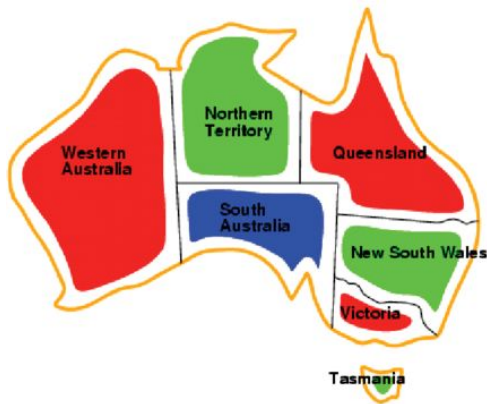 Northern
Territory
Western
Australia
Queensland
South
Australia
New South Wales
Victoria
Tasmania